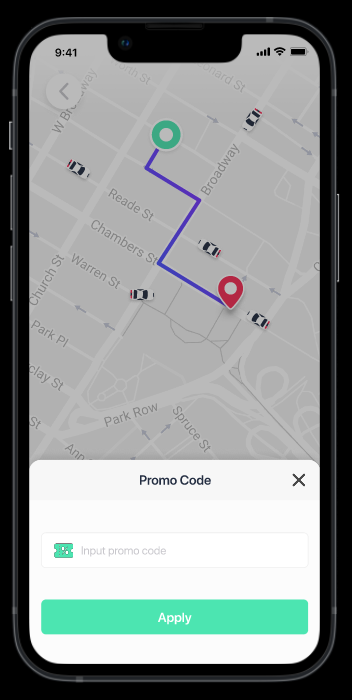 9:41
W Broadway
Broadway
Reade St
Chambers St
Warren St
Church St
Park Pl
Park Row
Spruce St
Promo Code
Input promo code
Apply